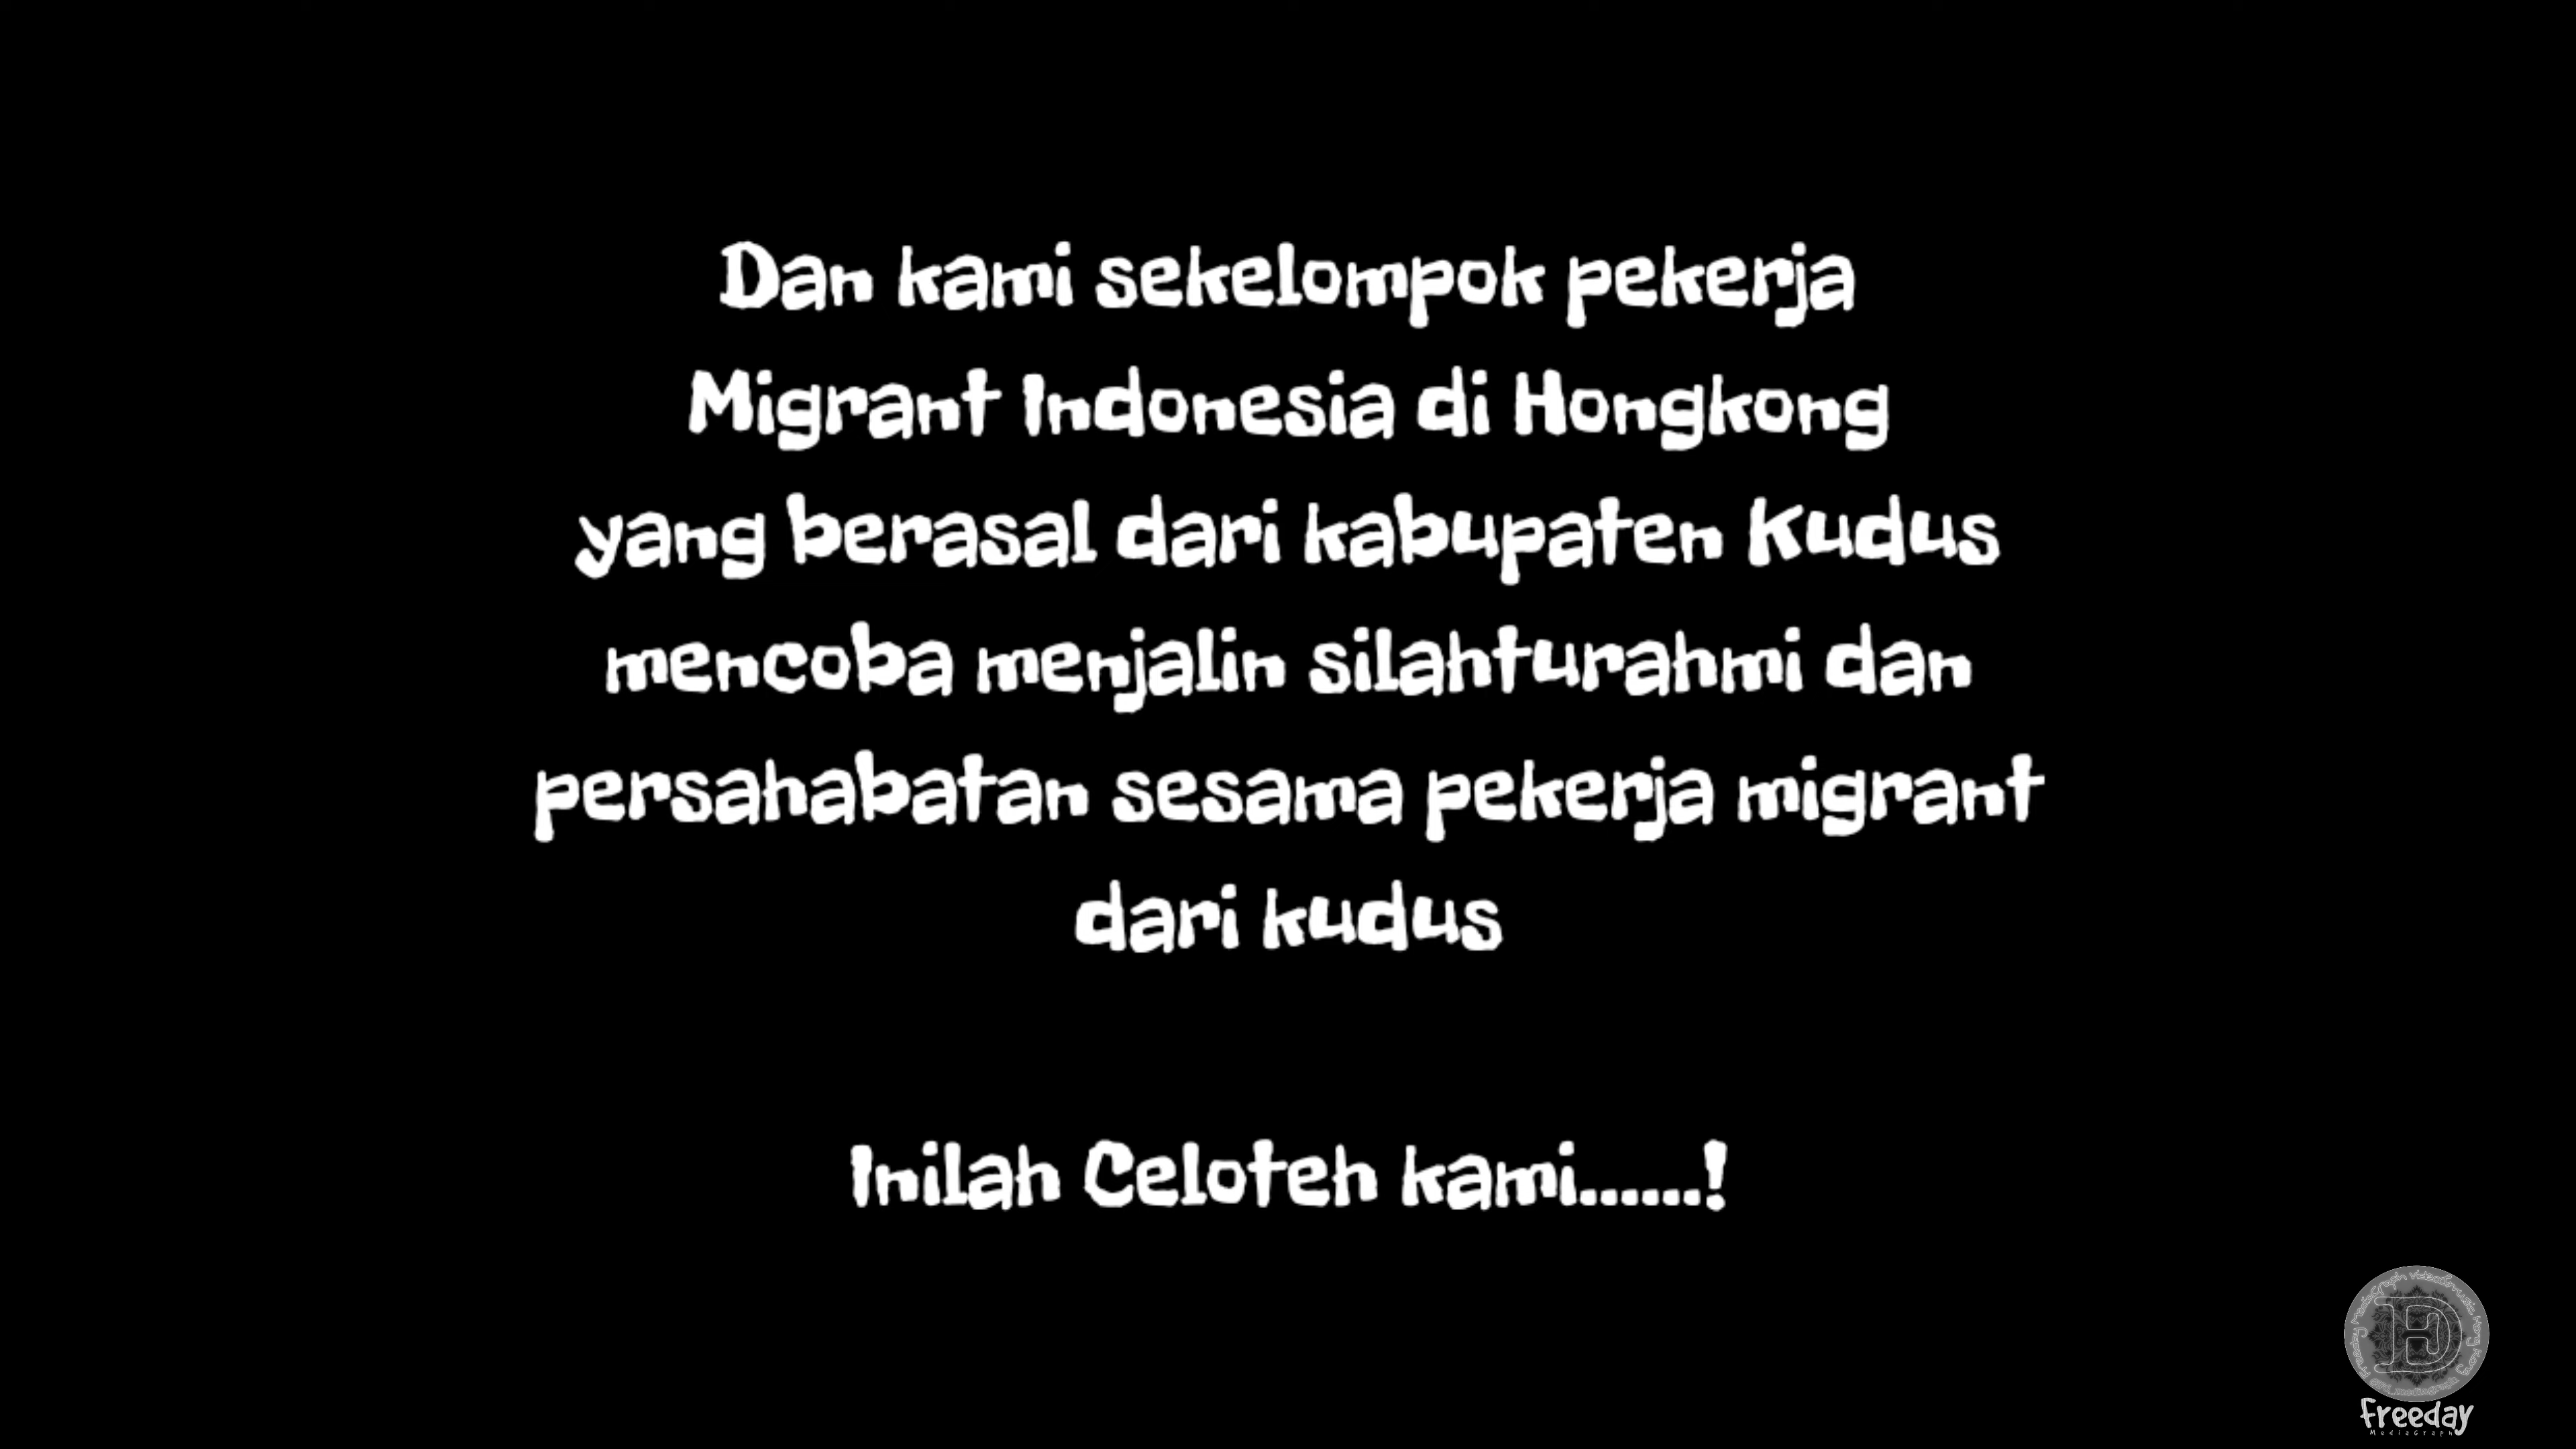 Dan kami sekelompok pekerja
Migrant Indonesia di Hongkong
yang berasal dari kabupaten Kudus
mencoba menjalin silahturahmi dan
persahabatan sesama pekerja migrant
dari kudus
Inilah Celoteh kami......!
Freeday
MediaGraph